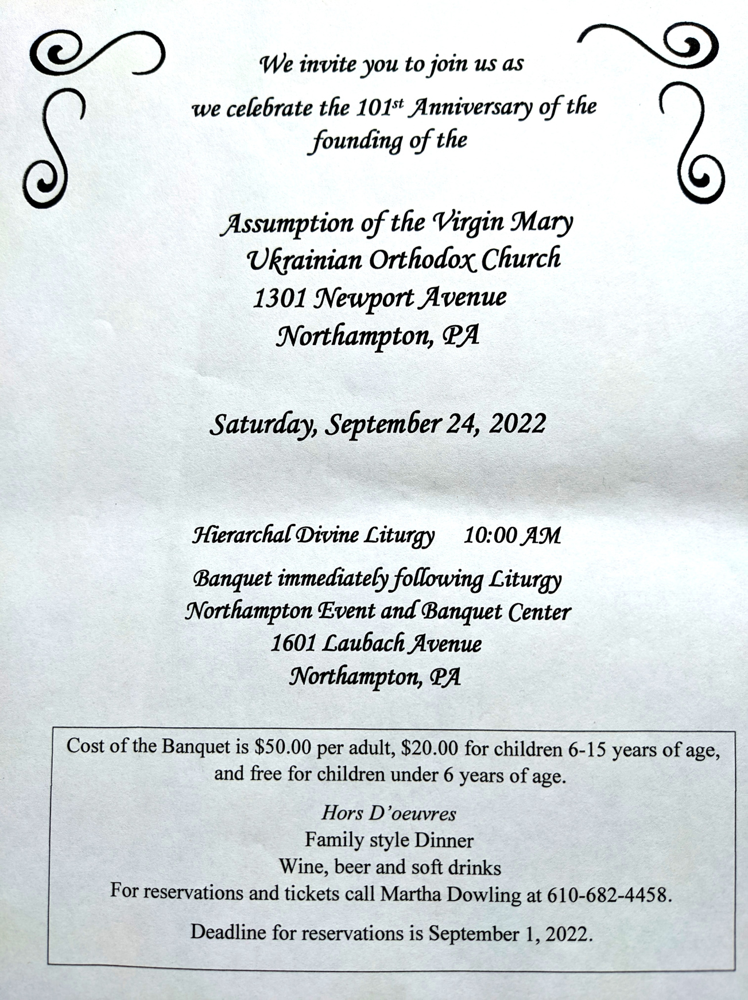 We invite you to join us as
we celebrate the 101st Anniversary of the
founding of the
Assumption of the Virgin Mary
Ukrainian Orthodox Church
1301 Newport Avenue
Northampton, PA
Saturday, September 24, 2022
Hierarchal Divine Liturgy 10:00 AM
Banquet immediately following Liturgy
Northampton Event and Banquet Center
1601 Laubach Avenue
Northampton, PA
Cost of the Banquet is $50.00 per adult, $20.00 for children 6-15 years of age,
and free for children under 6 years of age.
Hors D’oeuvres
Family style Dinner
Wine, beer and soft drinks
For reservations and tickets call Martha Dowling at 610-682-4458.
Deadline for reservations is September 1, 2022.